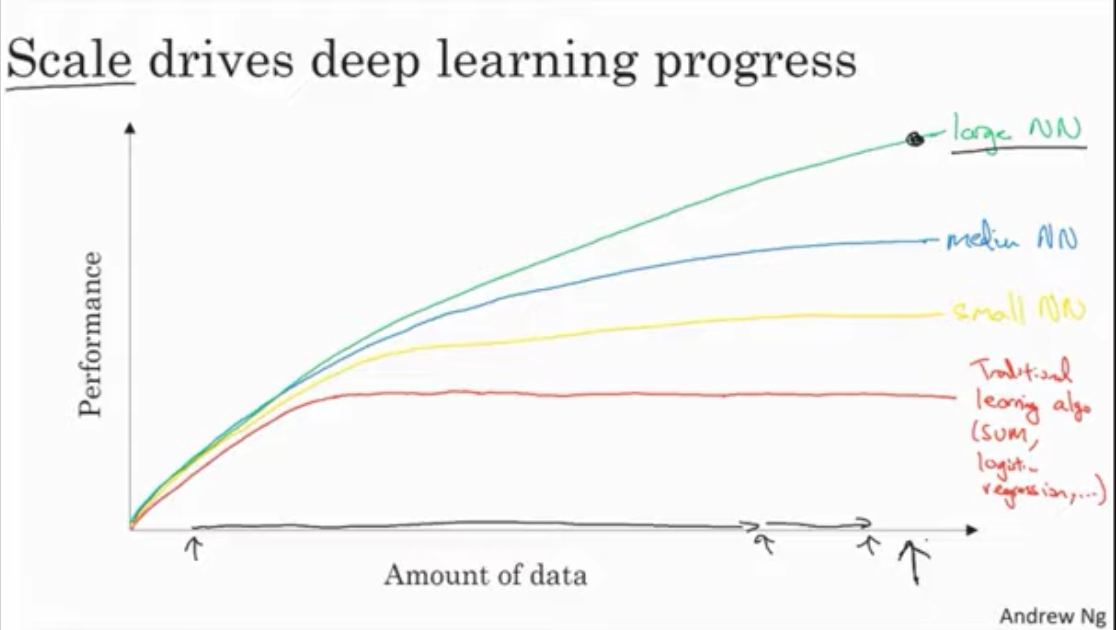 Scale drives deep learning progress
large NN
medium NN
small NN
Traditional
learning algo
(SVM,
logistic
regression,...)
Performance
Amount of data
Andrew Ng